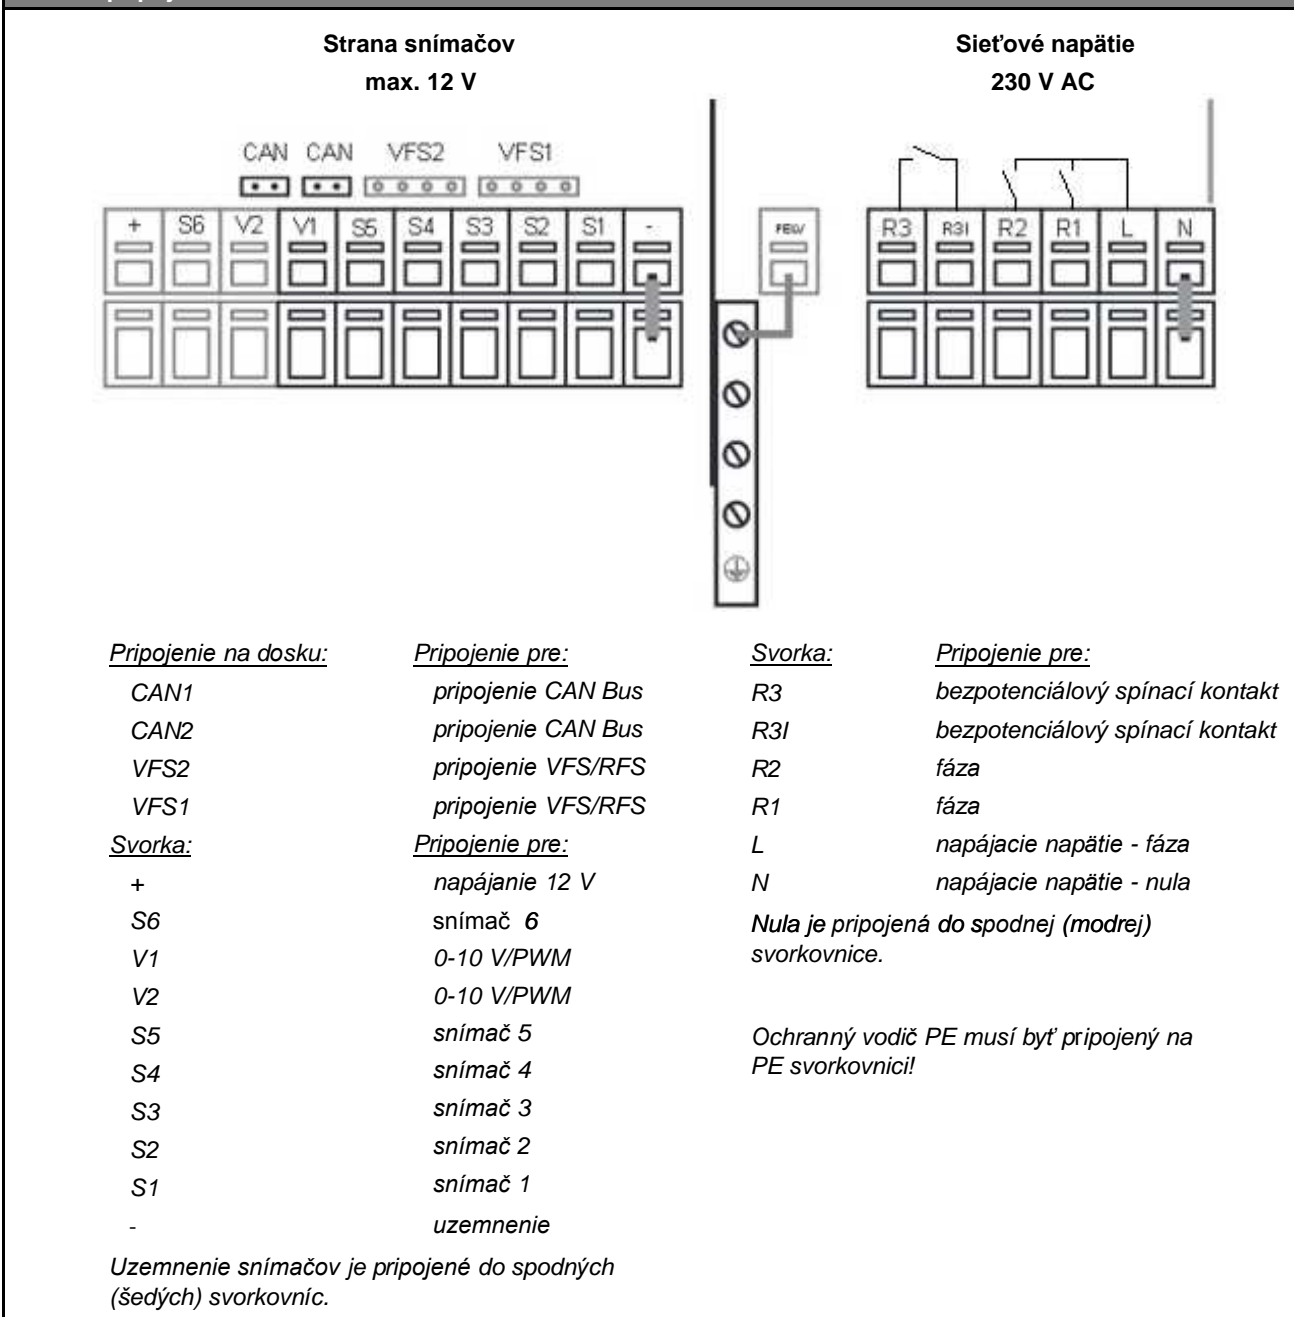 Strana snímačov
max. 12 V
Sieťové napätie
230 V AC
CAN CAN VFS2 VFS1
+ S6 V2 V1 S5 S4 S3 S2 S1 -
PELV
R3 R3I R2 R1 L N
Pripojenie na dosku: Pripojenie pre:
CAN1 pripojenie CAN Bus
CAN2 pripojenie CAN Bus
VFS2 pripojenie VFS/RFS
VFS1 pripojenie VFS/RFS
Svorka: Pripojenie pre:
+ napájanie 12 V
S6 snímač 6
V1 0-10 V/PWM
V2 0-10 V/PWM
S5 snímač 5
S4 snímač 4
S3 snímač 3
S2 snímač 2
S1 snímač 1
- uzemnenie
Uzemnenie snímačov je pripojené do spodných
(šedých) svorkovníc.
Svorka: Pripojenie pre:
R3 bezpotenciálový spínací kontakt
R3I bezpotenciálový spínací kontakt
R2 fáza
R1 fáza
L napájacie napätie - fáza
N napájacie napätie - nula
Nula je pripojená do spodnej (modrej)
svorkovnice.
Ochranný vodič PE musí byť pripojený na
PE svorkovnici!